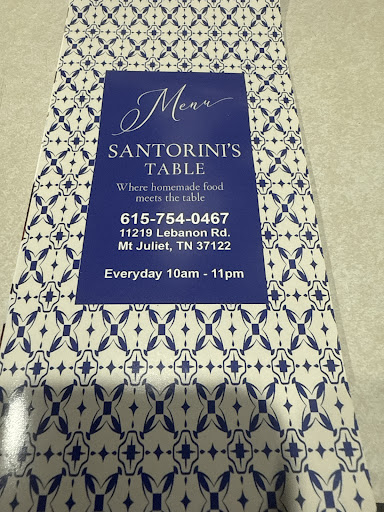 Menu
SANTORINI'S
TABLE
Where homemade food
meets the table
615-754-0467
11219 Lebanon Rd.
Mt Juliet, TN 37122
Everyday 10am - 11pm